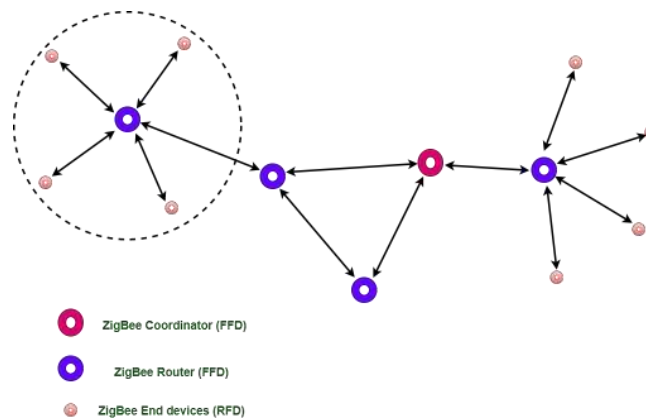 ZigBee Coordinator (FFD)
ZigBee Router (FFD)
ZigBee End devices (RFD)